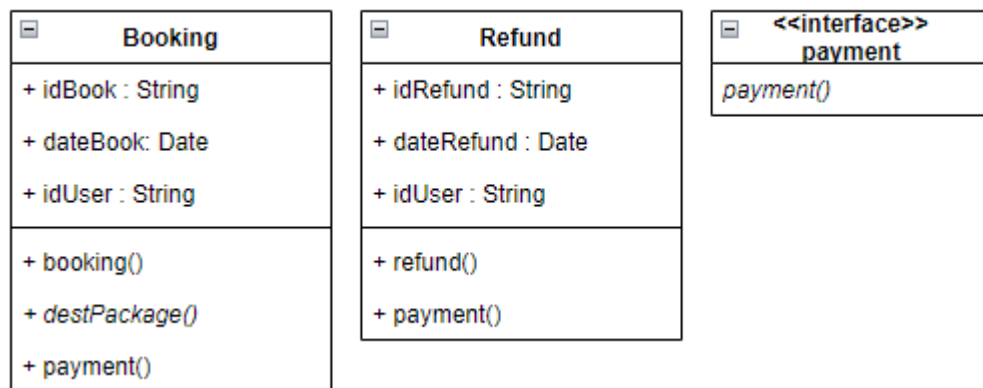 Booking
+ idBook : String
+ dateBook: Date
+ idUser : String
+ booking()
+ destPackage()
+ payment()
Refund
+ idRefund : String
+ dateRefund : Date
+ idUser : String
+ refund()
+ payment()
<<interface>>
payment
payment()